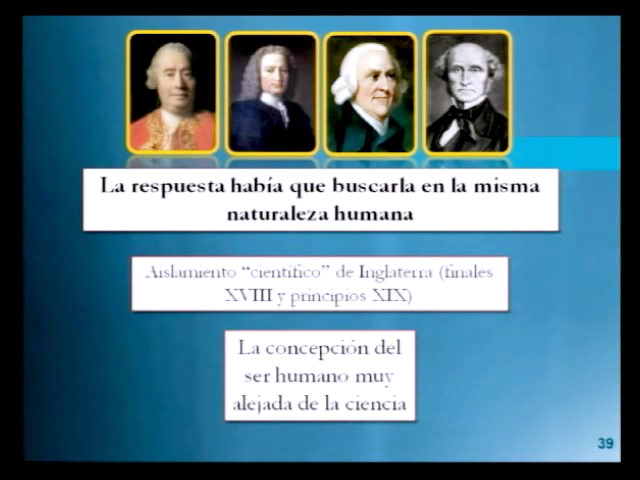 La respuesta había que buscarla en la misma
naturaleza humana
Aislamiento “científico” de Inglaterra (finales
XVIII y principios XIX)
La concepción del
ser humano muy
alejada de la ciencia
39